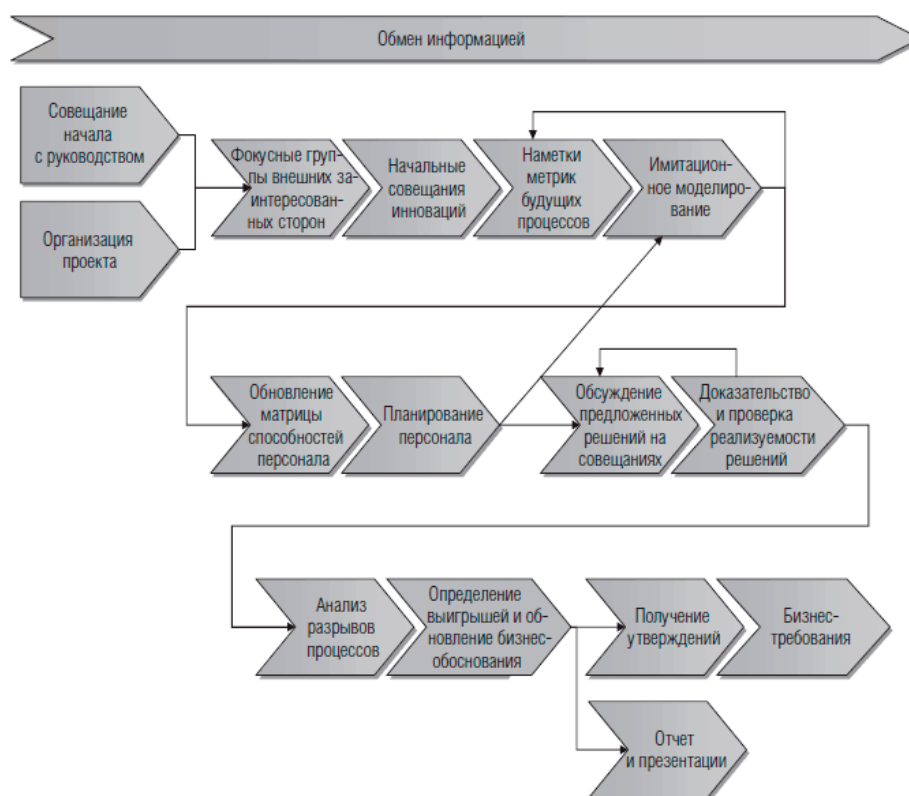 Обмен информацией
Совещание
начала
с руководством
Организация
проекта
Фокусные груп-
пы внешних за-
интересован-
ных сторон
Начальные
совещания
инноваций
Наметки
метрик
будущих
процессов
Имитацион-
ное моделиро-
вание
Обновление
матрицы
способностей
персонала
Планирование
персонала
Обсуждение
предложенных
решений на
совещаниях
Доказательство
и проверка
реализуемости
решений
Анализ
разрывов
процессов
Определение
выигрышей и об-
новление бизнес-
обоснования
Получение
утверждений
Бизнес-
требования
Отчет
и презентации